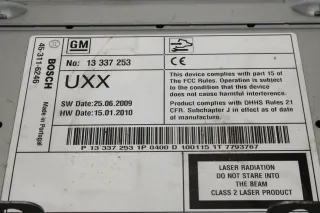 GM
No: 13 337 253
UXX
SW Date:25.06.2009
HW Date:15.01.2010
CE
This device complies with part 15 of
The FCC Rules. Operation is subject
to the condition that this device
does not cause harmful interference.
Product complies with DHHS Rules 21
CFR. Subchapter J in effect as of date
of manufacture.
P 13 337 253 1P 0400 D 100115 1T 7793767
BOSCH
45-311-6246
Made in Portugal
LASER RADIATION
DO NOT STARE INTO
THE BEAM
CLASS 2 LASER PRODUCT